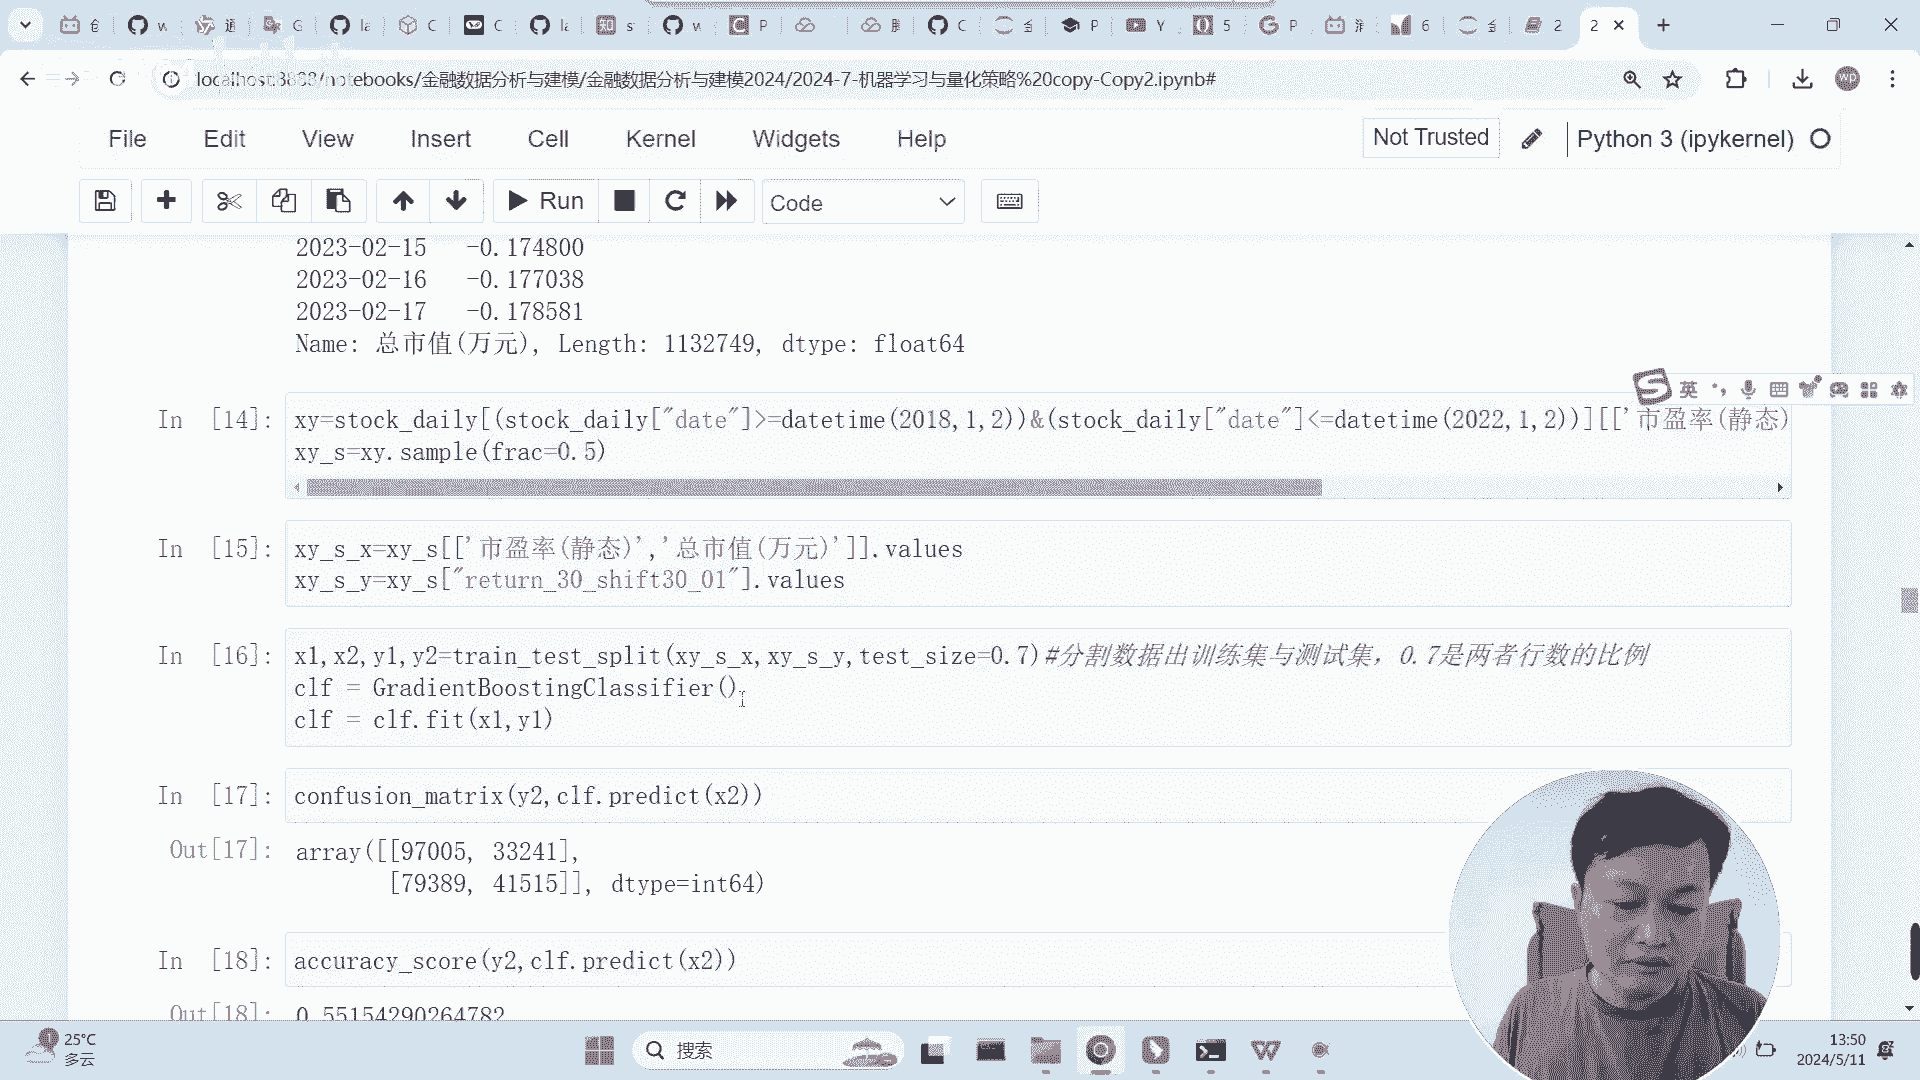 localhost:8888/notebooks/金融数据分析与建模/金融数据分析与建模2024/2024-7-机器学习与量化策略%20copy-Copy2.ipynb#
File Edit View Insert Cell Kernel Widgets Help
Not Trusted
Python 3 (ipykernel)
Run
Code
2023-02-15 -0.174800
2023-02-16 -0.177038
2023-02-17 -0.178581
Name: 总市值(万元), Length: 1132749, dtype: float64
英
In [14]: xy=stock_daily[(stock_daily["date"]>=datetime(2018,1,2))&(stock_daily["date"]<=datetime(2022,1,2))][['市盈率(静态)
xy_s=xy.sample(frac=0.5)
In [15]: xy_s_x=xy_s[['市盈率(静态)','总市值(万元)']].values
xy_s_y=xy_s["return_30_shift30_01"].values
In [16]: x1,x2,y1,y2=train_test_split(xy_s_x,xy_s_y,test_size=0.7)#分割数据出训练集与测试集，0.7是两者行数的比例
clf = GradientBoostingClassifier()
clf = clf.fit(x1,y1)
In [17]: confusion_matrix(y2,clf.predict(x2))
Out[17]: array([[97005, 33241],
[79389, 41515]], dtype=int64)
In [18]: accuracy_score(y2,clf.predict(x2))
Out[18]: 0.55154290264782
25°C
多云
搜索
13:50
2024/5/11